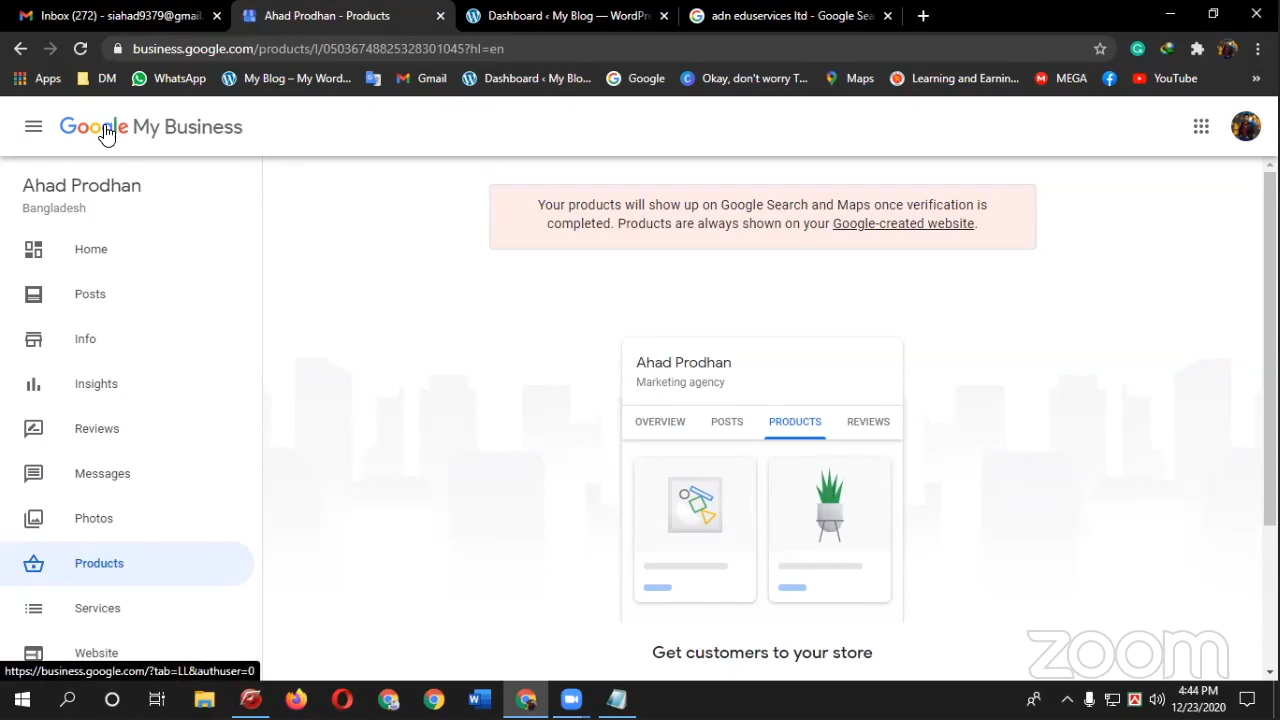 Inbox (272) - siahad9379@gmail.
Ahad Prodhan - Products
Dashboard ‹ My Blog — WordPre
adn eduservices ltd - Google Sea
business.google.com/products/l/05036748825328301045?hl=en
Apps
DM
WhatsApp
My Blog – My Word...
Gmail
Dashboard ‹ My Blo...
Google
Okay, don't worry T...
Maps
Learning and Earnin...
MEGA
YouTube
»
Google My Business
Ahad Prodhan
Bangladesh
Home
Posts
Info
Insights
Reviews
Messages
Photos
Products
Services
Website
Your products will show up on Google Search and Maps once verification is
completed. Products are always shown on your Google-created website.
Ahad Prodhan
Marketing agency
OVERVIEW POSTS PRODUCTS REVIEWS
Get customers to your store
zoom
https://business.google.com/?tab=LL&authuser=0
4:44 PM
12/23/2020